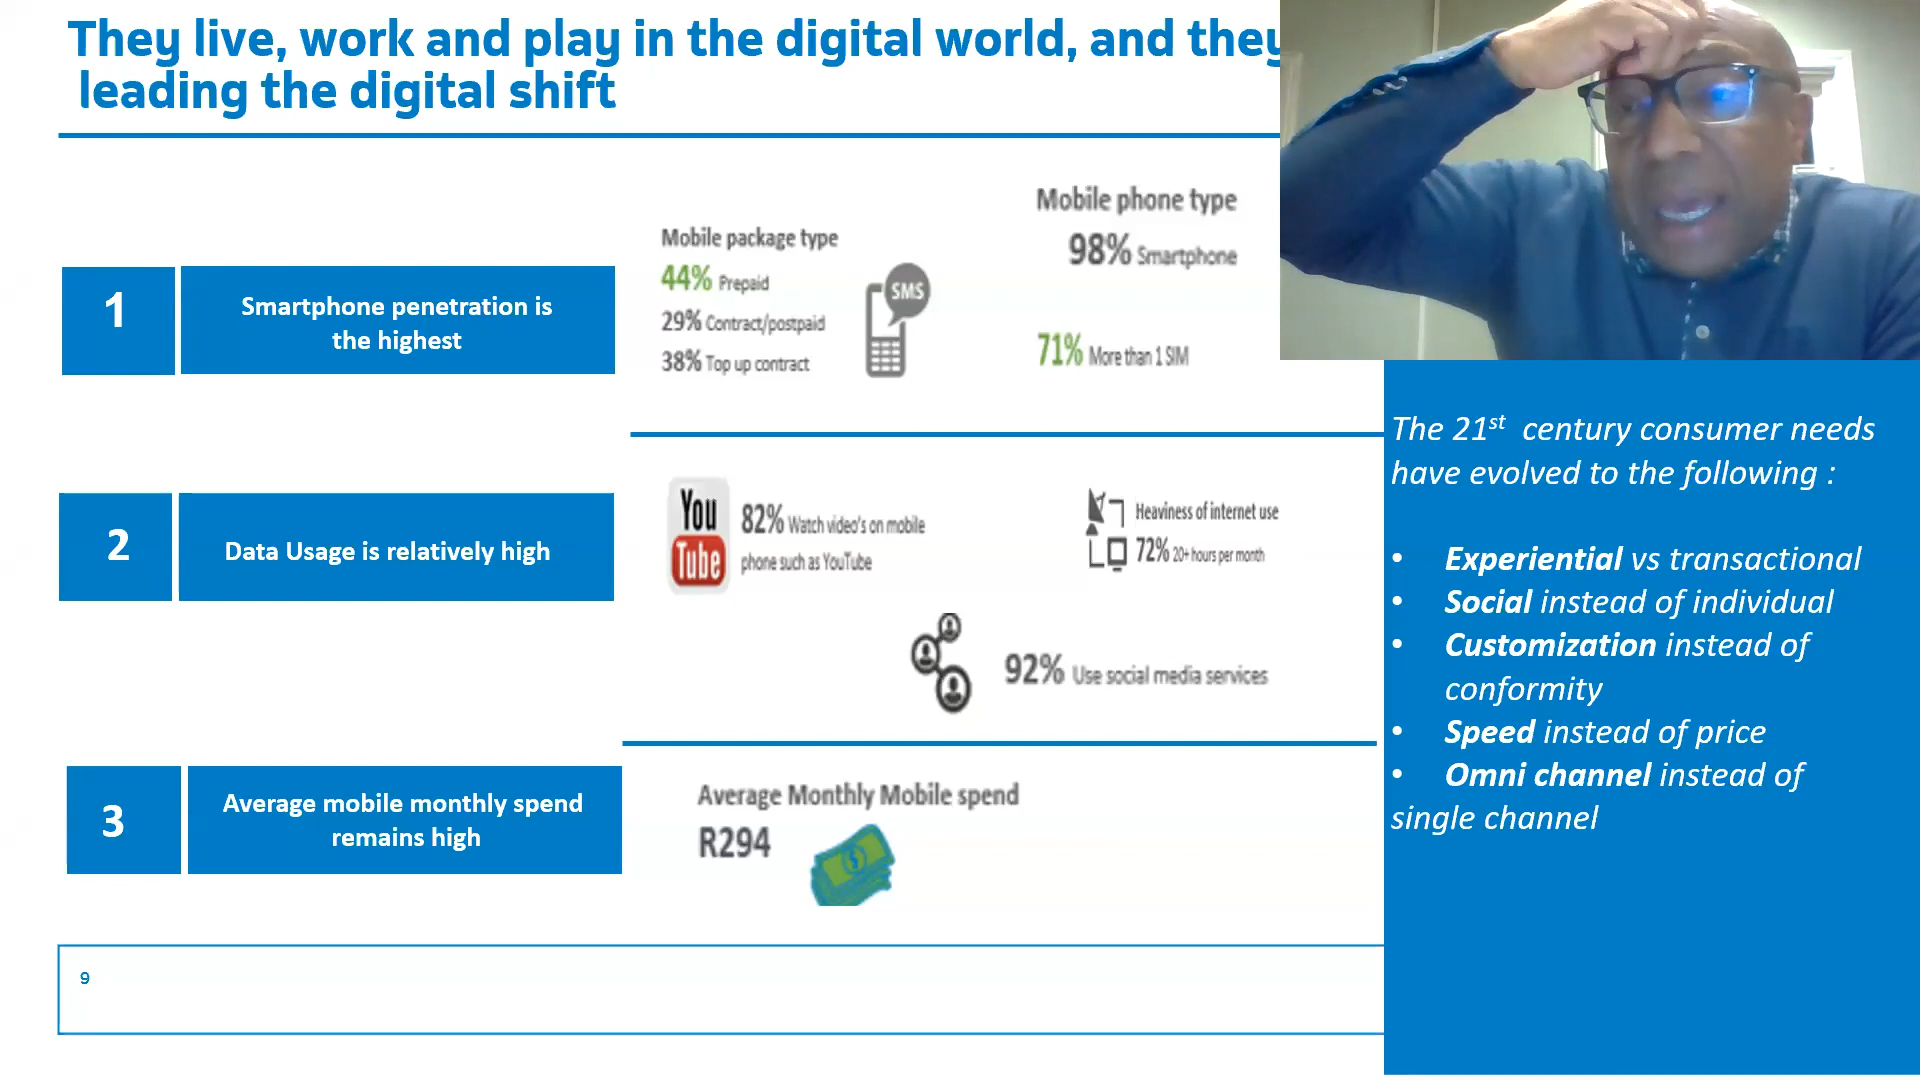 They live, work and play in the digital world, and they
leading the digital shift
1
Smartphone penetration is
the highest
Mobile package type
44% Prepaid
29% Contract/postpaid
38% Top up contract
SMS
Mobile phone type
98% Smartphone
71% More than 1 SIM
2
Data Usage is relatively high
You
Tube
82% Watch video's on mobile
phone such as YouTube
Heaviness of internet use
72% 20+ hours per month
92% Use social media services
3
Average mobile monthly spend
remains high
Average Monthly Mobile spend
R294
9
The 21st century consumer needs
have evolved to the following :
• Experiential vs transactional
• Social instead of individual
• Customization instead of
conformity
• Speed instead of price
• Omni channel instead of
single channel